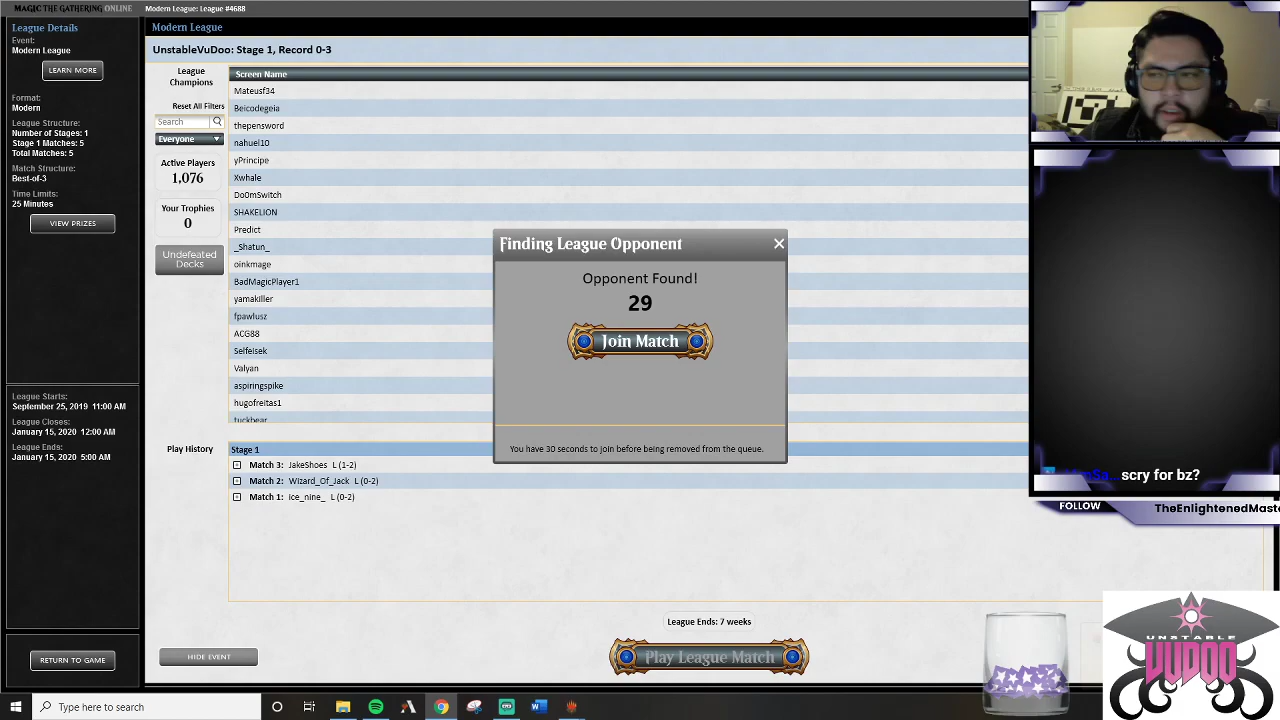 MAGIC THE GATHERING ONLINE
Modern League: League #4688
League Details
Event:
Modern League
LEARN MORE
Format:
Modern
League Structure:
Number of Stages: 1
Stage 1 Matches: 5
Total Matches: 5
Match Structure:
Best-of-3
Time Limits:
25 Minutes
VIEW PRIZES
League Starts:
September 25, 2019 11:00 AM
League Closes:
January 15, 2020 12:00 AM
League Ends:
January 15, 2020 5:00 AM
RETURN TO GAME
Modern League
UnstableVuDoo: Stage 1, Record 0-3
League
Champions
Reset All Filters
Search
Everyone
Active Players
1,076
Your Trophies
0
Undefeated
Decks
Screen Name
Mateusf34
Beicodegeia
thepensword
nahuel10
yPrincipe
Xwhale
Do0mSwitch
SHAKELION
Predict
_Shatun_
oinkmage
BadMagicPlayer1
yamakiller
fpawlusz
ACG88
Selfeisek
Valyan
aspiringspike
hugofreitas1
tuckbear
Finding League Opponent
Opponent Found!
29
Join Match
You have 30 seconds to join before being removed from the queue.
Play History
Stage 1
Match 3: JakeShoes L (1-2)
Match 2: Wizard_Of_Jack L (0-2)
Match 1: ice_nine_ L (0-2)
League Ends: 7 weeks
HIDE EVENT
Play League Match
scry for bz?
FOLLOW
TheEnlightenedMast
UNSTABLE
VUDOO
Type here to search